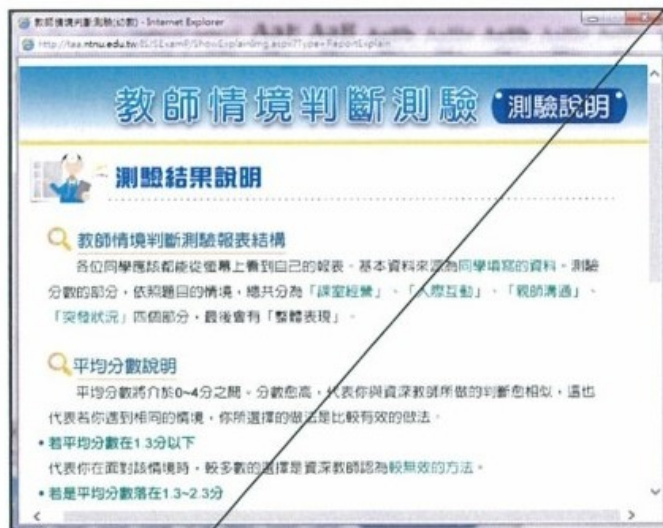 教師情境判斷測驗(幼教) - Internet Explorer
教師情境判斷測驗 測驗說明
測驗結果說明
教師情境判斷測驗報表結構
各位同學應該都能從螢幕上看到自己的報表。基本資料來源為同學填寫的資料。測驗
分數的部分，依照題目的情境，總共分為「課室經營」、「人際互動」、「親師溝通」、
「突發狀況」四個部分，最後會有「整體表現」。
平均分數說明
平均分數將介於0~4分之間。分數愈高，代表你與資深教師所做的判斷愈相似，這也
代表若你遇到相同的情境，你所選擇的做法是比較有效的做法。
• 若平均分數在1.3分以下
代表你在面對該情境時，較多數的選擇是資深教師認為較無效的方法。
• 若是平均分數落在1.3~2.3分